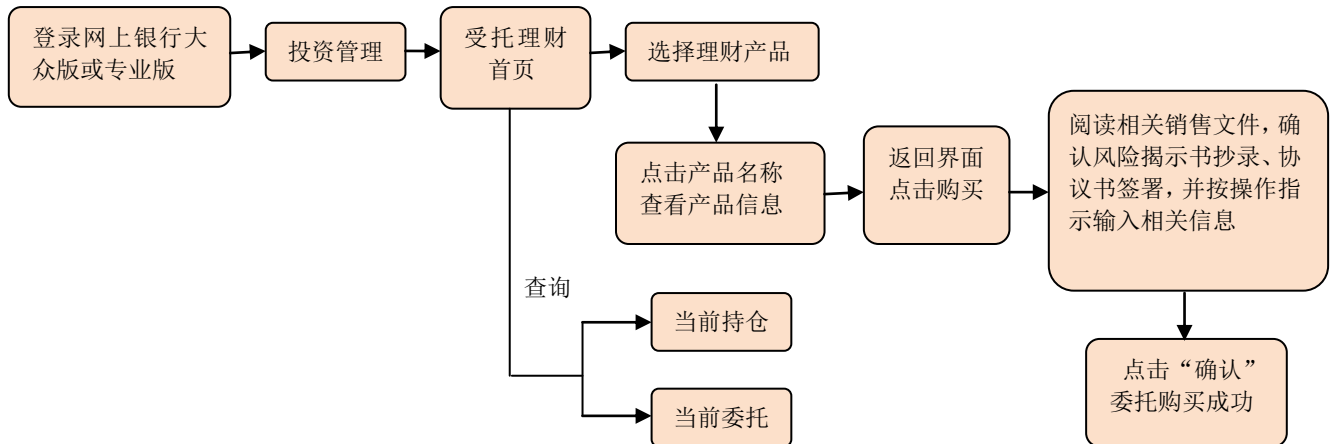 登录网上银行大
众版或专业版
投资管理
受托理财
首页
选择理财产品
点击产品名称
查看产品信息
返回界面
点击购买
阅读相关销售文件，确
认风险揭示书抄录、协
议书签署，并按操作指
示输入相关信息
点击“确认”
委托购买成功
查询
当前持仓
当前委托